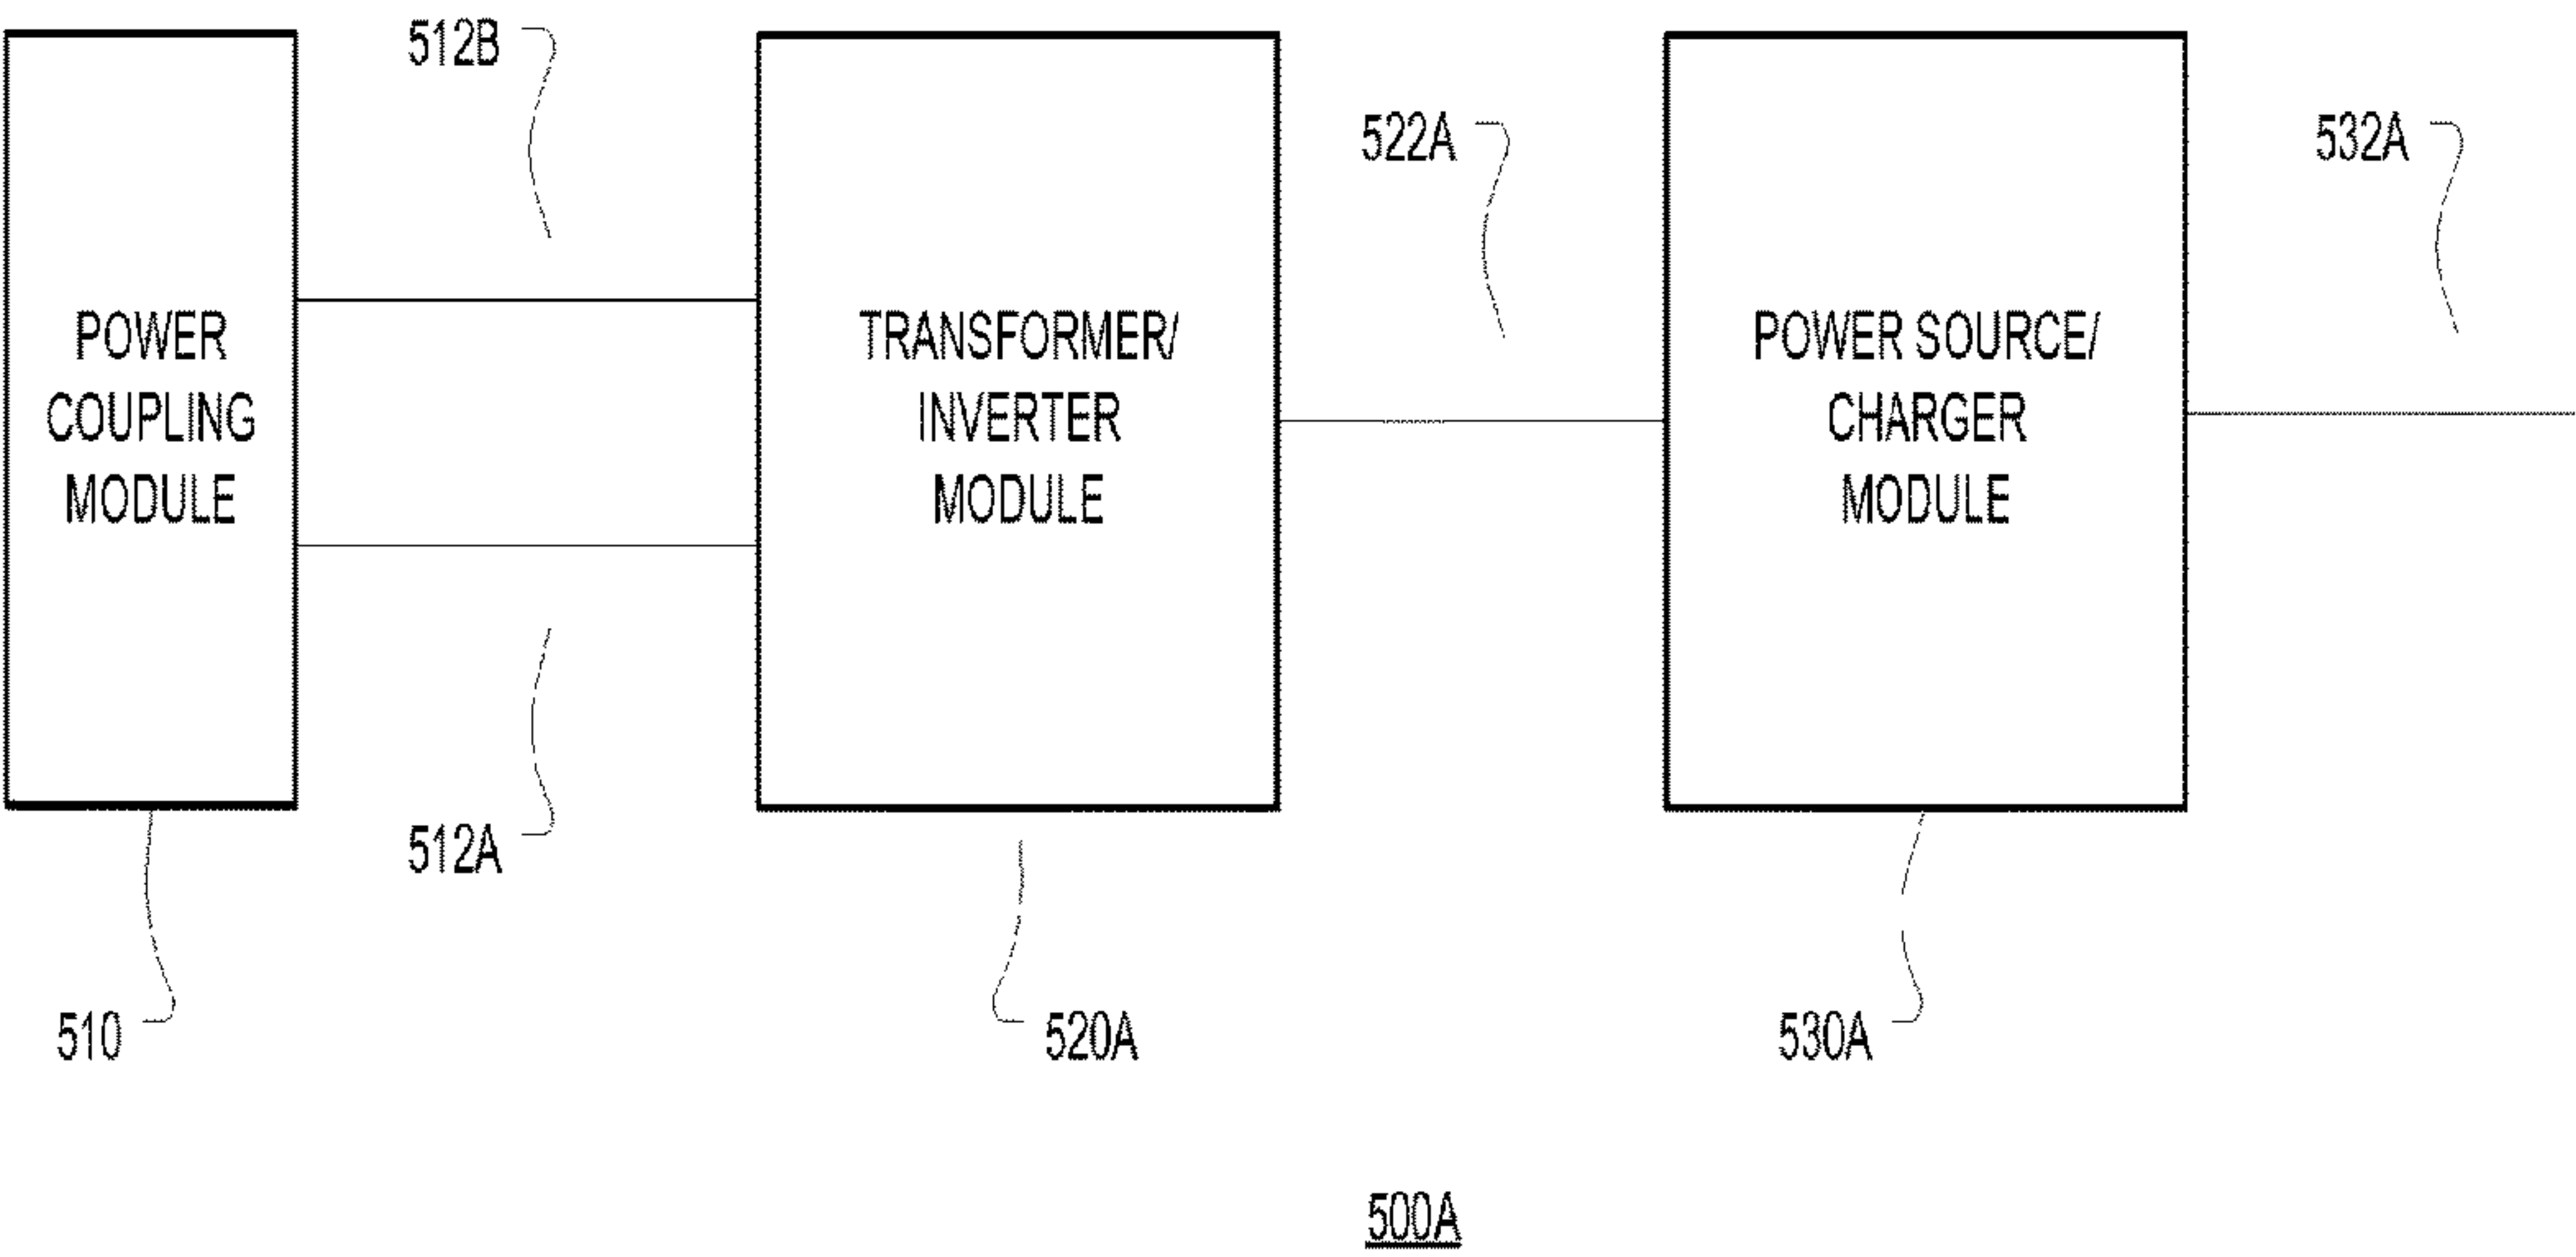 512B
522A
532A
POWER
COUPLING
MODULE
TRANSFORMER/
INVERTER
MODULE
POWER SOURCE/
CHARGER
MODULE
512A
510
520A
530A
500A